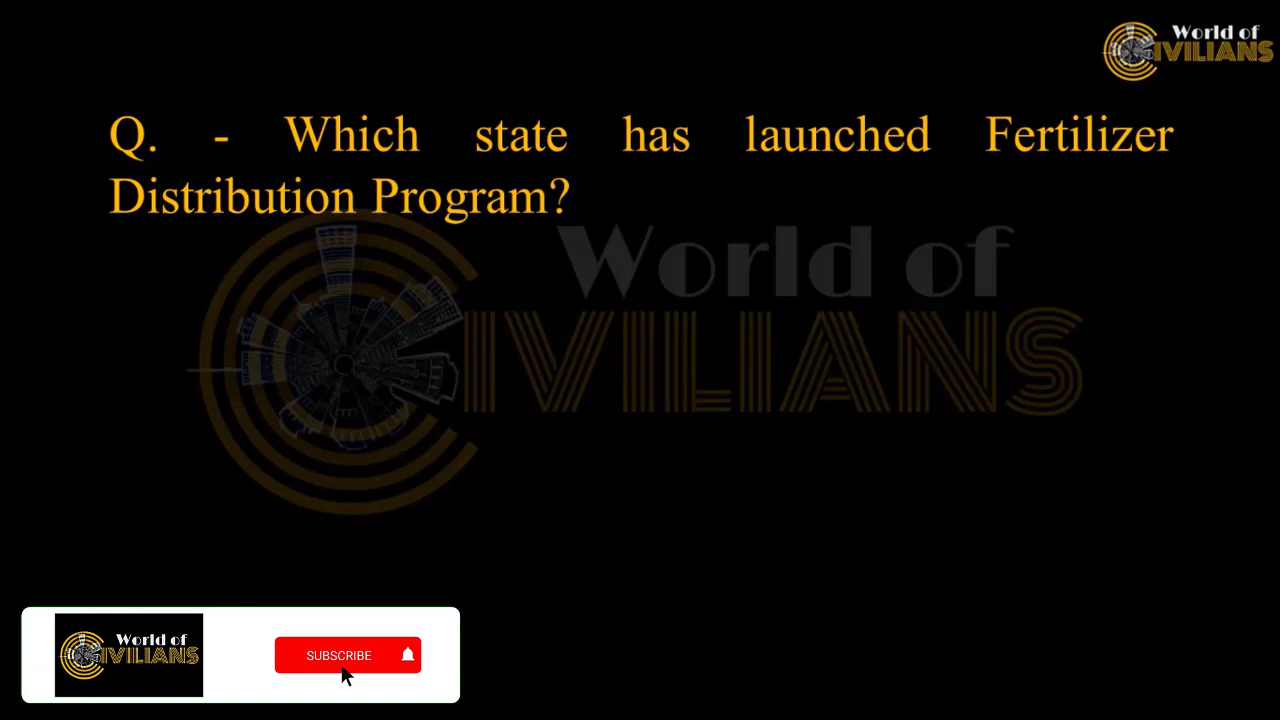 World of
CIVILIANS
Q. - Which state has launched Fertilizer
Distribution Program?
World of
CIVILIANS
World of
CIVILIANS
SUBSCRIBE